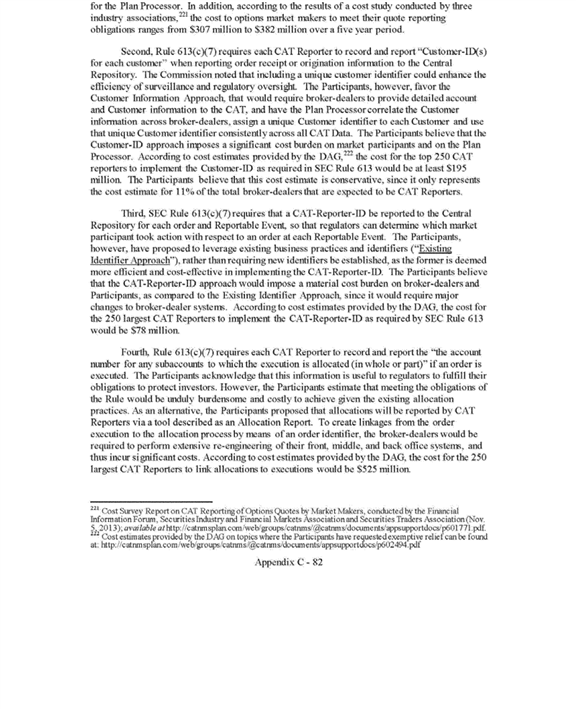 for the Plan Processor. In addition, according to the results of a cost study conducted by three
industry associations,221 the cost to options market makers to meet their quote reporting
obligations ranges from $307 million to $382 million over a five year period.
Second, Rule 613(c)(7) requires each CAT Reporter to record and report "Customer-ID(s)
for each customer" when reporting order receipt or origination information to the Central
Repository. The Commission noted that including a unique customer identifier could enhance the
efficiency of surveillance and regulatory oversight. The Participants, however, favor the
Customer Information Approach, that would require broker-dealers to provide detailed account
and Customer information to the CAT, and have the Plan Processor correlate the Customer
information across broker-dealers, assign a unique Customer identifier to each Customer and use
that unique Customer identifier consistently across all CAT Data. The Participants believe that the
Customer-ID approach imposes a significant cost burden on market participants and on the Plan
Processor. According to cost estimates provided by the DAG,222 the cost for the top 250 CAT
reporters to implement the Customer-ID as required in SEC Rule 613 would be at least $195
million. The Participants believe that this cost estimate is conservative, since it only represents
the cost estimate for 11% of the total broker-dealers that are expected to be CAT Reporters.
Third, SEC Rule 613(c)(7) requires that a CAT-Reporter-ID be reported to the Central
Repository for each order and Reportable Event, so that regulators can determine which market
participant took action with respect to an order at each Reportable Event. The Participants,
however, have proposed to leverage existing business practices and identifiers ("Existing
Identifier Approach"), rather than requiring new identifiers be established, as the former is deemed
more efficient and cost-effective in implementing the CAT-Reporter-ID. The Participants believe
that the CAT-Reporter-ID approach would impose a material cost burden on broker-dealers and
Participants, as compared to the Existing Identifier Approach, since it would require major
changes to broker-dealer systems. According to cost estimates provided by the DAG, the cost for
the 250 largest CAT Reporters to implement the CAT-Reporter-ID as required by SEC Rule 613
would be $78 million.
Fourth, Rule 613(c)(7) requires each CAT Reporter to record and report the "the account
number for any subaccounts to which the execution is allocated (in whole or part)" if an order is
executed. The Participants acknowledge that this information is useful to regulators to fulfill their
obligations to protect investors. However, the Participants estimate that meeting the obligations of
the Rule would be unduly burdensome and costly to achieve given the existing allocation
practices. As an alternative, the Participants proposed that allocations will be reported by CAT
Reporters via a tool described as an Allocation Report. To create linkages from the order
execution to the allocation process by means of an order identifier, the broker-dealers would be
required to perform extensive re-engineering of their front, middle, and back office systems, and
thus incur significant costs. According to cost estimates provided by the DAG, the cost for the 250
largest CAT Reporters to link allocations to executions would be $525 million.
221 Cost Survey Report on CAT Reporting of Options Quotes by Market Makers, conducted by the Financial
Information Forum, Securities Industry and Financial Markets Association and Securities Traders Association (Nov.
5, 2013); available at http://catnmsplan.com/web/groups/catnms/@catnms/documents/appsupportdocs/p601771.pdf.
222 Cost estimates provided by the DAG on topics where the Participants have requested exemptive relief can be found
at: http://catnmsplan.com/web/groups/catnms/@catnms/documents/appsupportdocs/p602494.pdf
Appendix C - 82